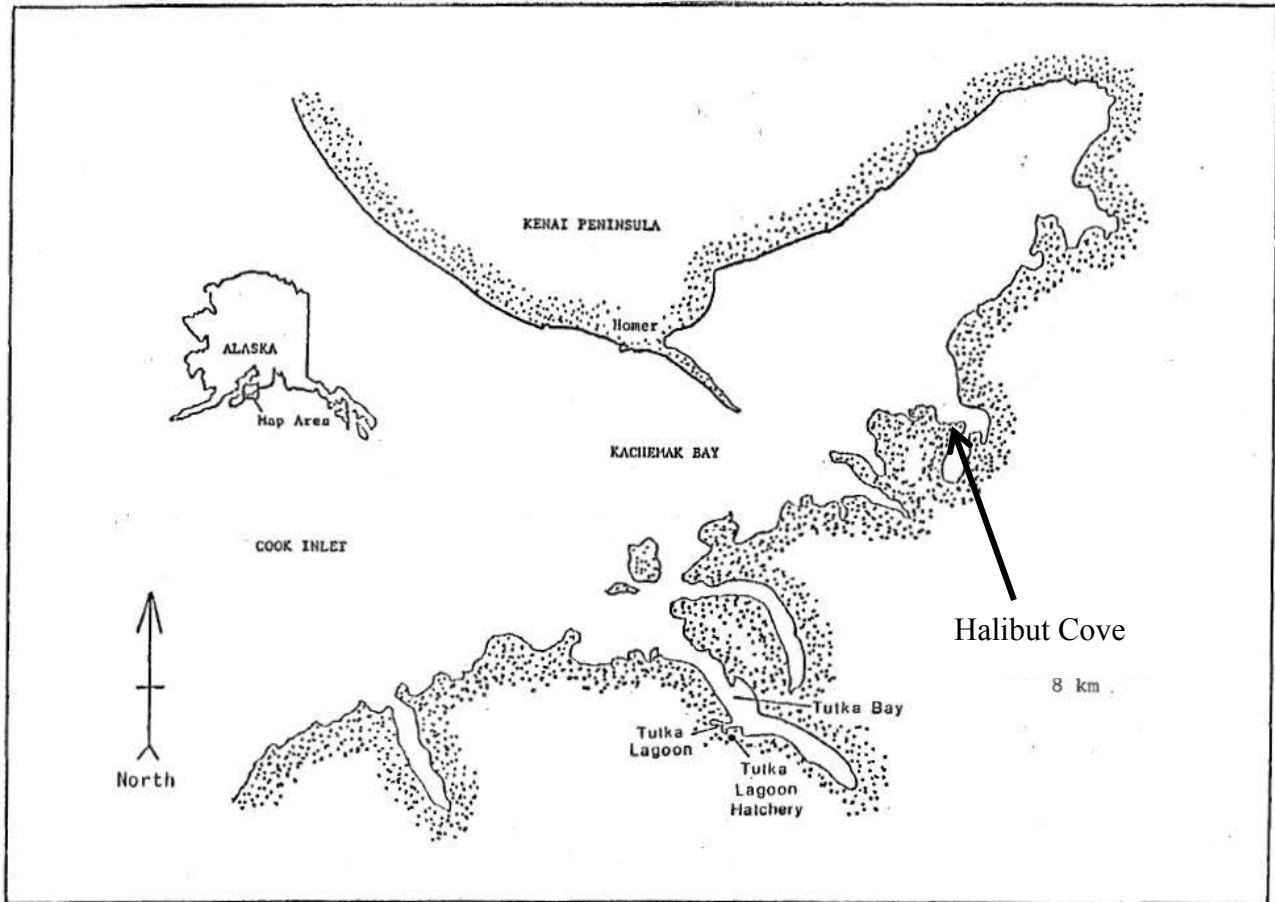 KENAI PENINSULA
Homer
ALASKA
Map Area
KACHEMAK BAY
COOK INLET
Halibut Cove
8 km
Tutka Bay
Tutka
Lagoon
Tutka
Lagoon
Hatchery
North